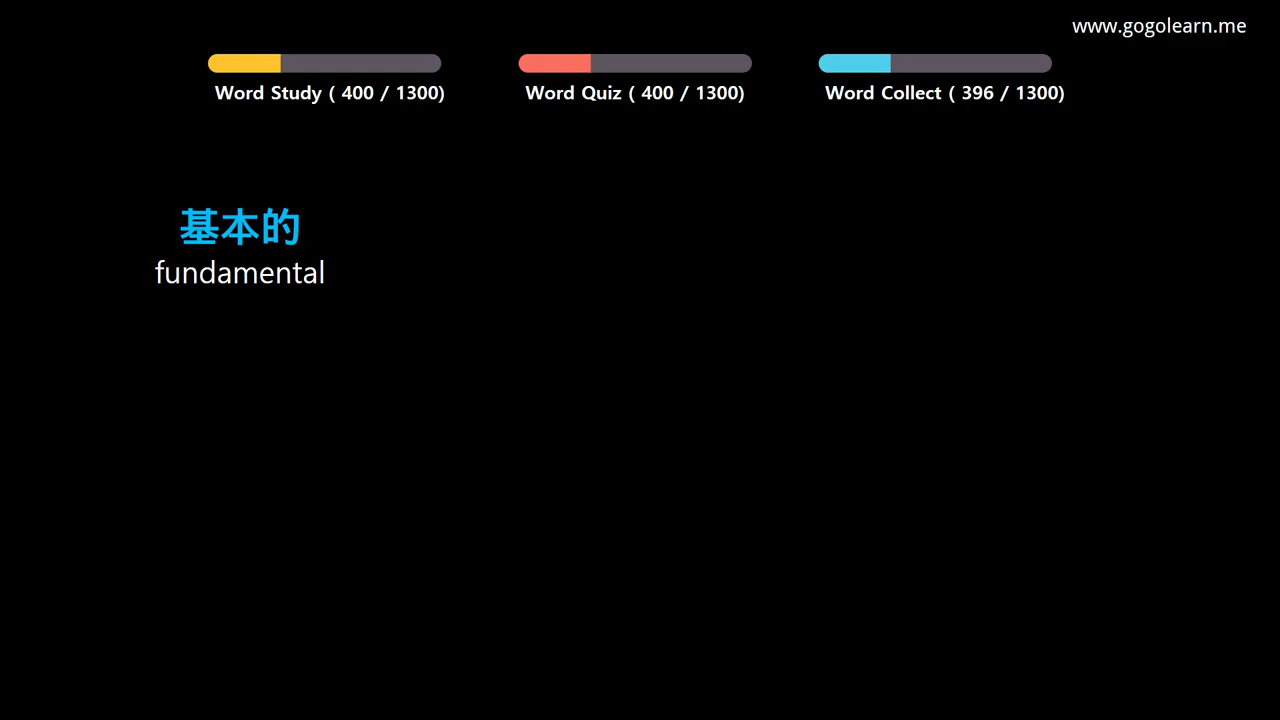 www.gogolearn.me
Word Study ( 400 / 1300)
Word Quiz ( 400 / 1300)
Word Collect ( 396 / 1300)
基本的
fundamental